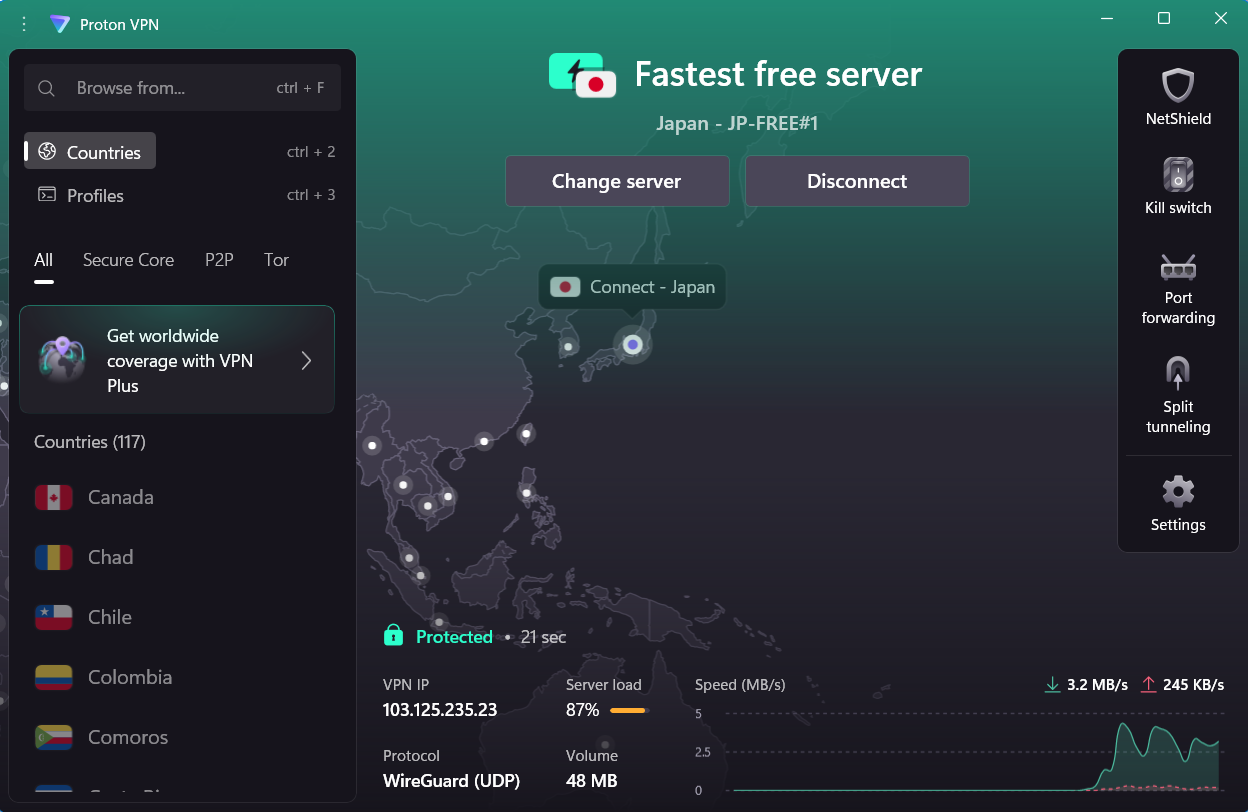 Proton VPN
Browse from...
ctrl + F
Countries
ctrl + 2
Profiles
ctrl + 3
All
Secure Core
P2P
Tor
Get worldwide
coverage with VPN
Plus
Countries (117)
Canada
Chad
Chile
Colombia
Comoros
Fastest free server
Japan - JP-FREE#1
Change server
Disconnect
Connect - Japan
Protected • 21 sec
VPN IP
103.125.235.23
Server load
87%
Protocol
WireGuard (UDP)
Volume
48 MB
Speed (MB/s)
3.2 MB/s
245 KB/s
5
2.5
0
NetShield
Kill switch
Port
forwarding
Split
tunneling
Settings